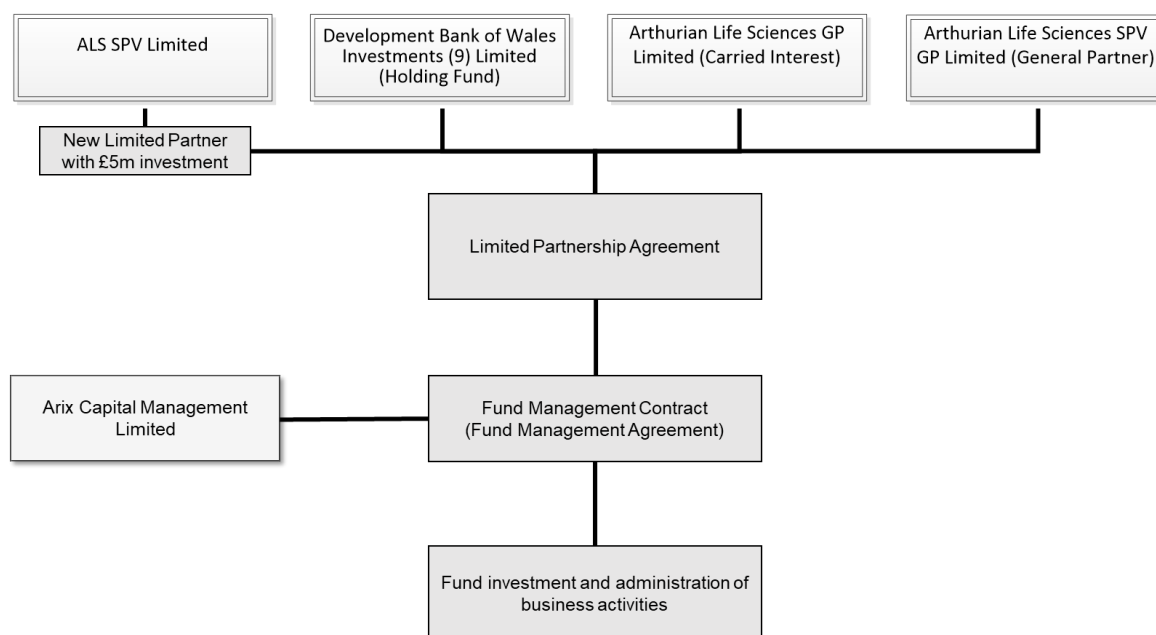 ALS SPV Limited
Development Bank of Wales
Investments (9) Limited
(Holding Fund)
Arthurian Life Sciences GP
Limited (Carried Interest)
Arthurian Life Sciences SPV
GP Limited (General Partner)
New Limited Partner
with £5m investment
Limited Partnership Agreement
Arix Capital Management
Limited
Fund Management Contract
(Fund Management Agreement)
Fund investment and administration of
business activities